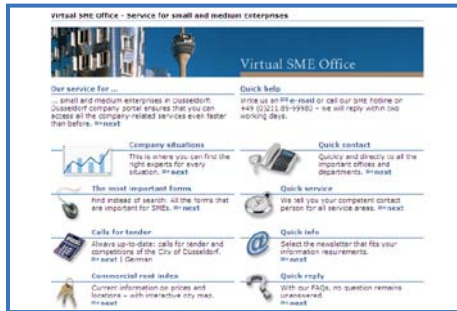 Virtual SME Office - Service for small and medium Enterprises
Virtual SME Office
Our service for ...
... small and medium enterprises in Düsseldorf:
Düsseldorf company portal ensures that you can
access all the company-related services even faster
than before. next
Quick help
Write us an e-mail or call our SME hotline on
+49 (0)211 89-99983 – we will reply within two
working days.
Company situations
This is where you can find the
right experts for every
situation. next
Quick contact
Quickly and directly to all the
important offices and
departments. next
The most important forms
Find instead of search: All the forms that
are important for SMEs. next
Quick service
We tell you your competent contact
person for all service areas. next
Calls for tender
Always up-to-date: calls for tender and
competitions of the City of Düsseldorf.
next | German
Quick info
Select the newsletter that fits your
information requirements.
next
Commercial rent index
Current information on prices and
locations – with interactive city map.
next
Quick reply
With our FAQs, no question remains
unanswered.
next